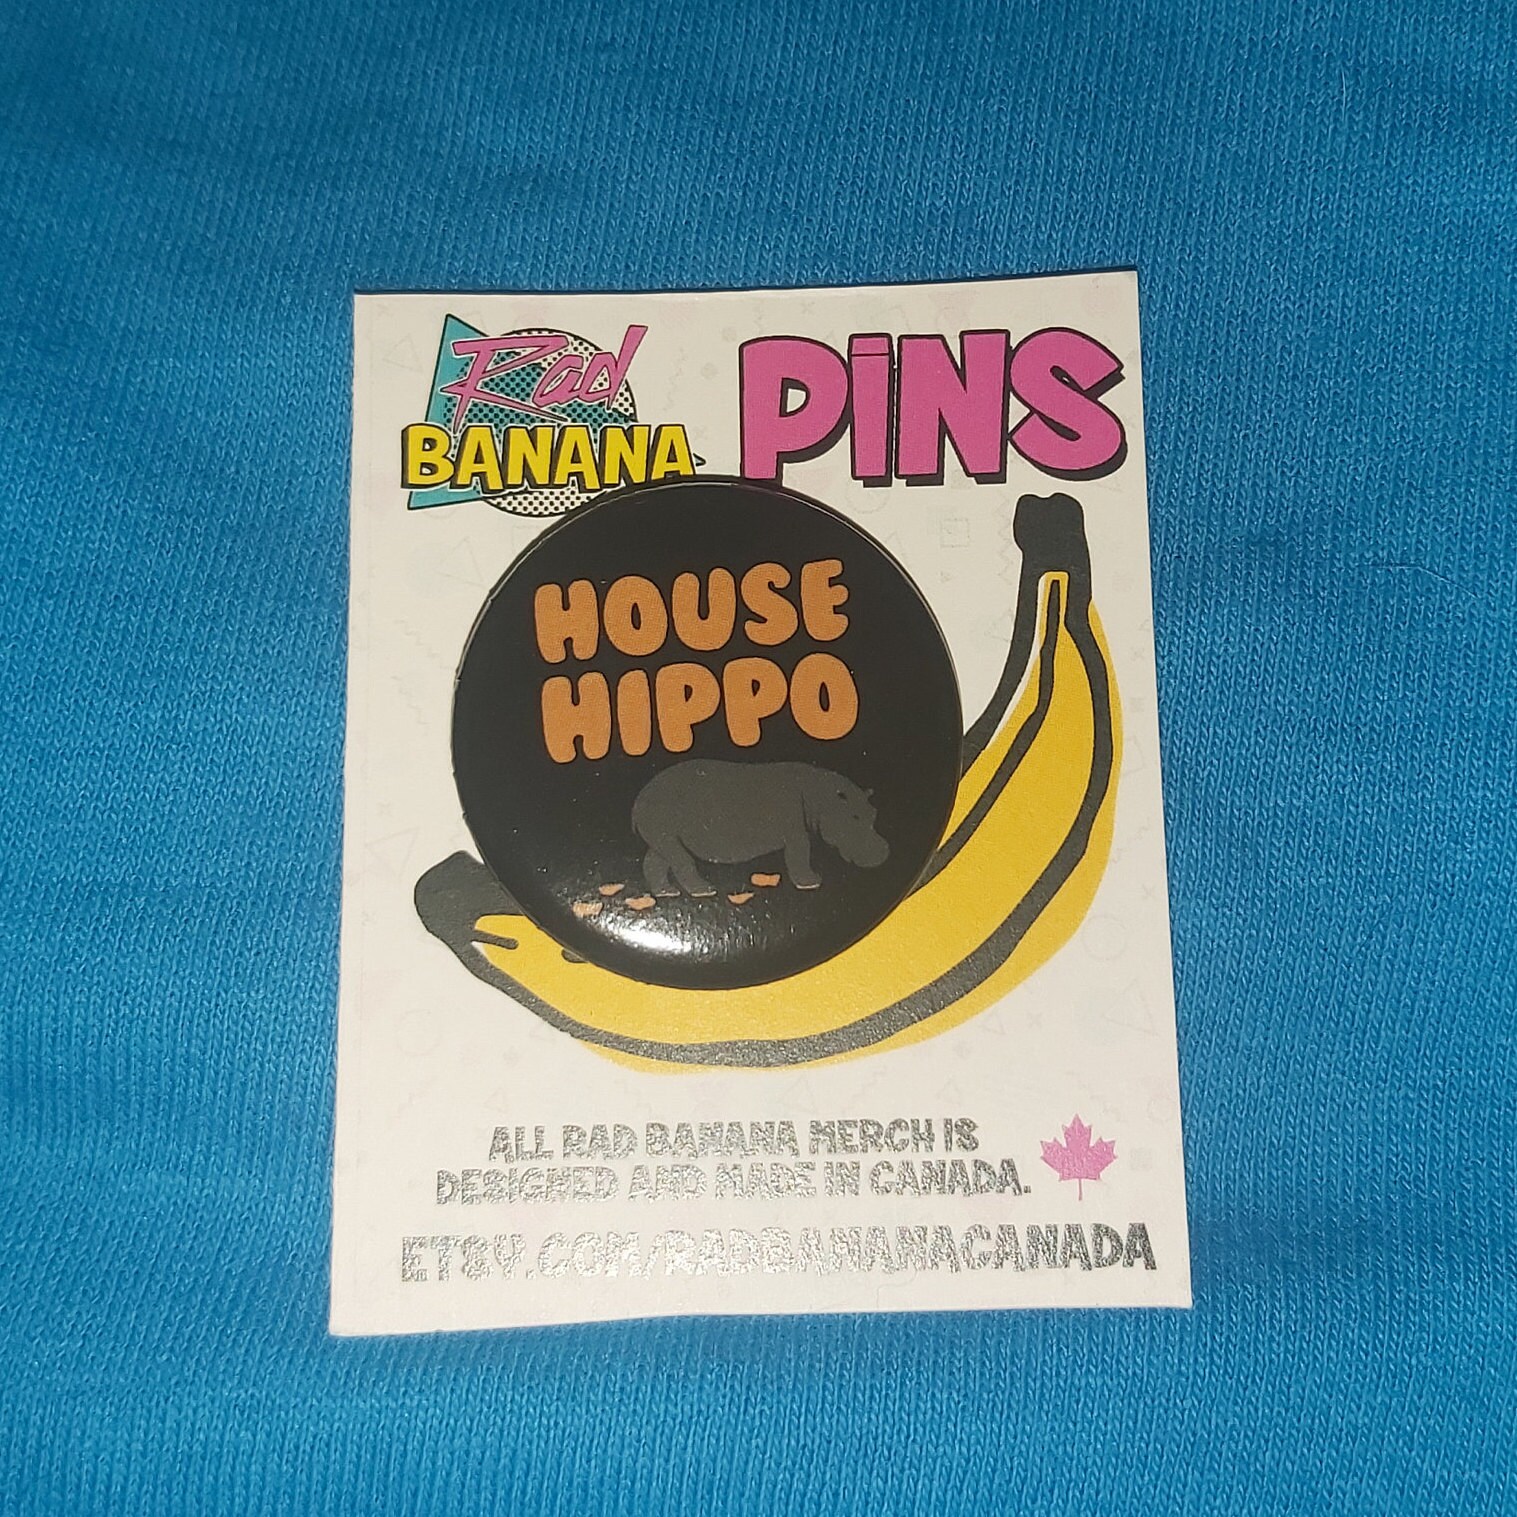 Rad
BANANA
PiNS
HOUSE
HIPPO
ALL RAD BANANA MERCH IS
DESIGNED AND MADE IN CANADA.
ETSY.COM/RADBANANACANADA